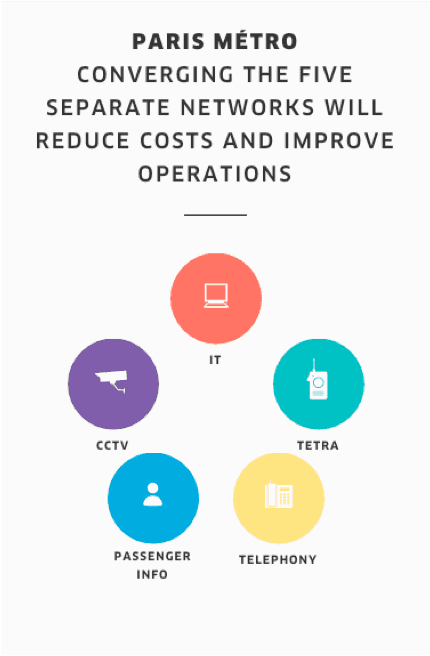 PARIS MÉTRO
CONVERGING THE FIVE
SEPARATE NETWORKS WILL
REDUCE COSTS AND IMPROVE
OPERATIONS
IT
CCTV
TETRA
PASSENGER
INFO
TELEPHONY